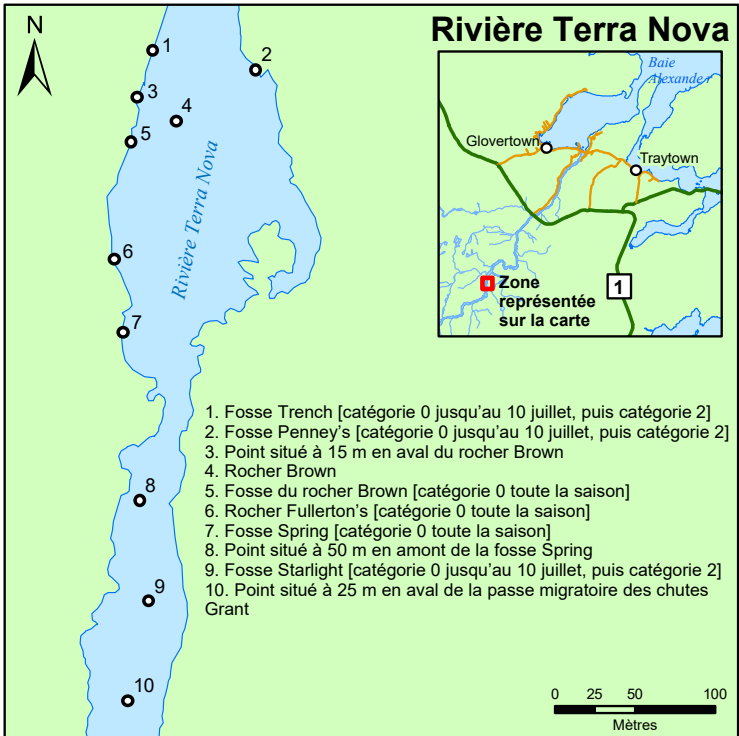 Rivière Terra Nova
N
1
2
3
4
5
6
7
8
9
10
Rivière Terra Nova
Baie
Alexander
Glovertown
Traytown
1
Zone
représentée
sur la carte
1. Fosse Trench [catégorie 0 jusqu'au 10 juillet, puis catégorie 2]
2. Fosse Penney's [catégorie 0 jusqu'au 10 juillet, puis catégorie 2]
3. Point situé à 15 m en aval du rocher Brown
4. Rocher Brown
5. Fosse du rocher Brown [catégorie 0 toute la saison]
6. Rocher Fullerton's [catégorie 0 toute la saison]
7. Fosse Spring [catégorie 0 toute la saison]
8. Point situé à 50 m en amont de la fosse Spring
9. Fosse Starlight [catégorie 0 jusqu'au 10 juillet, puis catégorie 2]
10. Point situé à 25 m en aval de la passe migratoire des chutes
Grant
0 25 50 100
Mètres